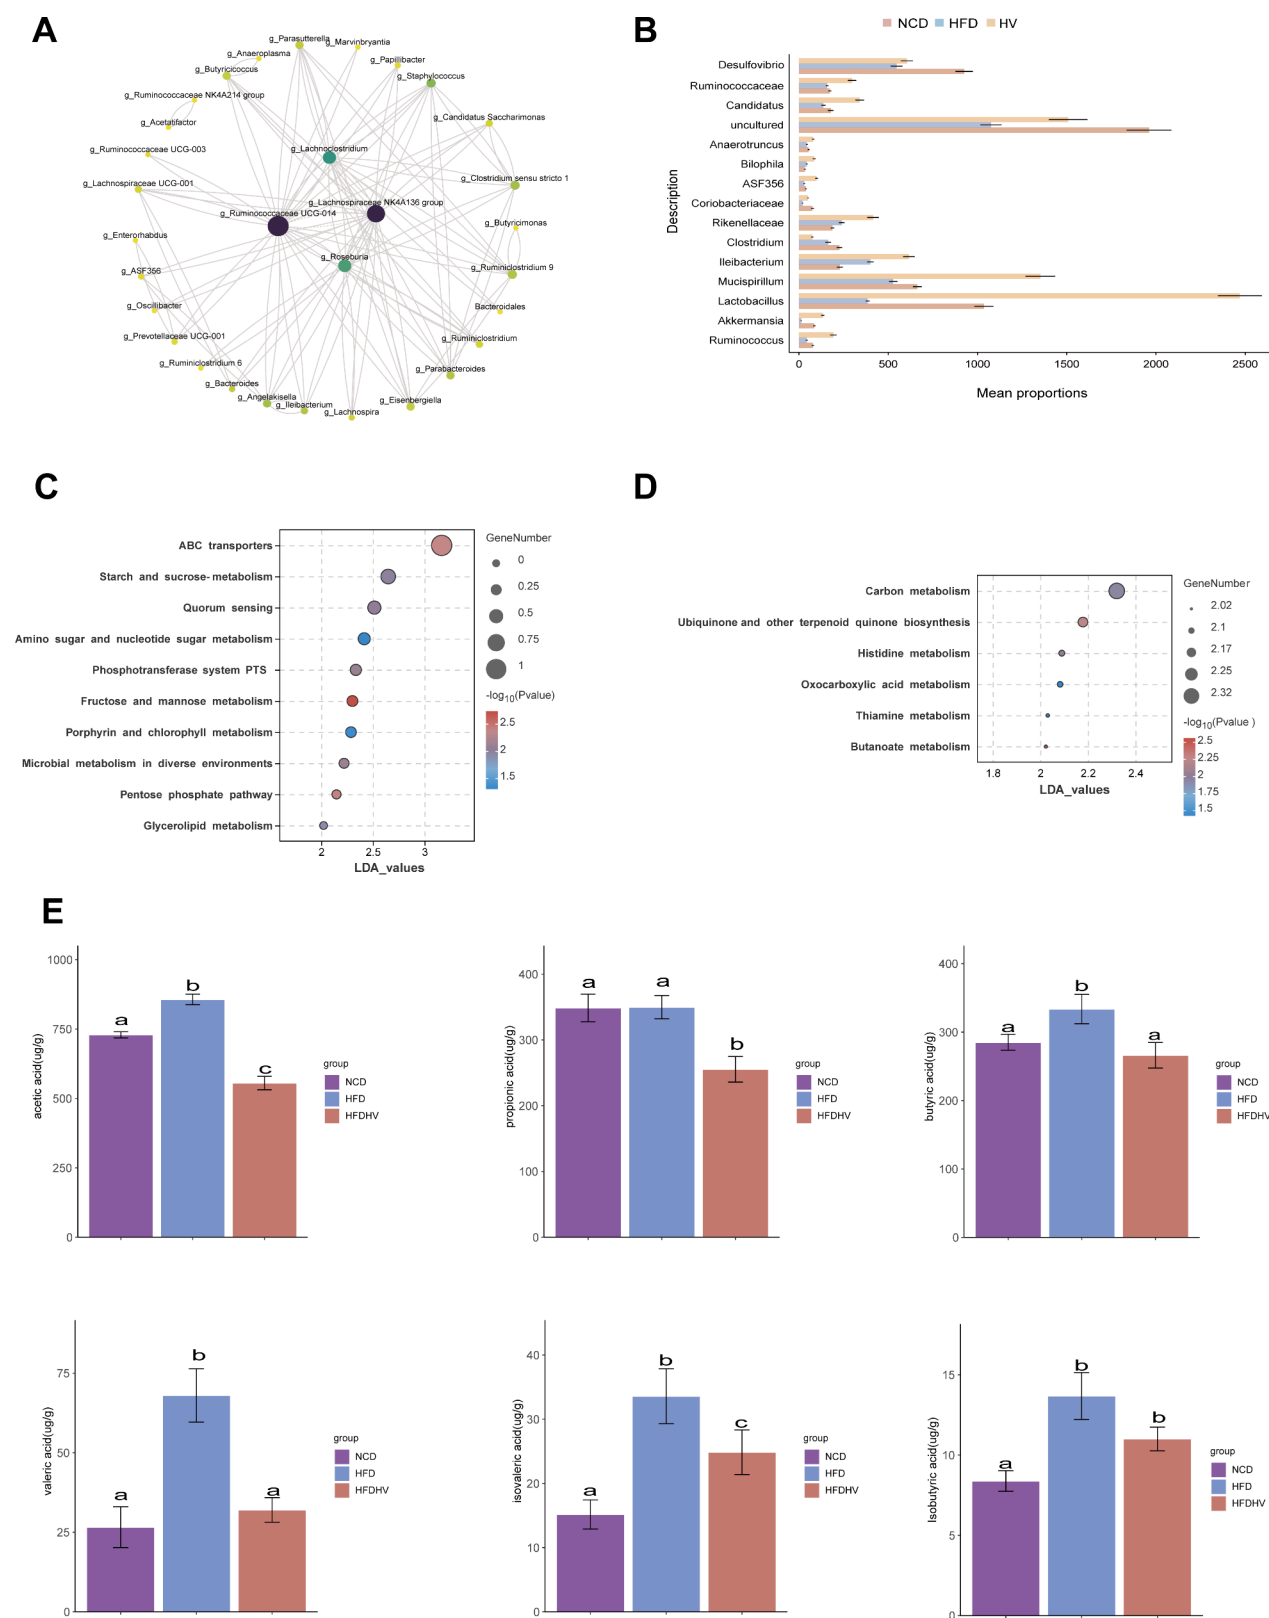 A
g_Parasutterella
g_Marvinbryantia
g_Anaeroplasma
g_Papillibacter
g_Butyricicoccus
g_Staphylococcus
g_Ruminococcaceae NK4A214 group
g_Acetatifactor
g_Candidatus Saccharimonas
g_Ruminococcaceae UCG-003
g_Lachnoclostridium
g_Lachnospiraceae UCG-001
g_Clostridium sensu stricto 1
g_Lachnospiraceae NK4A136 group
g_Ruminococcaceae UCG-014
g_Butyricimonas
g_Enterorhabdus
g_Roseburia
g_ASF356
g_Ruminiclostridium 9
g_Oscillibacter
Bacteroidales
g_Prevotellaceae UCG-001
g_Ruminiclostridium
g_Ruminiclostridium 6
g_Parabacteroides
g_Bacteroides
g_Angelakisella
g_Ileibacterium
g_Lachnospira
g_Eisenbergiella
B
NCD HFD HV
Description
Desulfovibrio
Ruminococcaceae
Candidatus
uncultured
Anaerotruncus
Bilophila
ASF356
Coriobacteriaceae
Rikenellaceae
Clostridium
Ileibacterium
Mucispirillum
Lactobacillus
Akkermansia
Ruminococcus
0 500 1000 1500 2000 2500
Mean proportions
C
ABC transporters
Starch and sucrose-metabolism
Quorum sensing
Amino sugar and nucleotide sugar metabolism
Phosphotransferase system PTS
Fructose and mannose metabolism
Porphyrin and chlorophyll metabolism
Microbial metabolism in diverse environments
Pentose phosphate pathway
Glycerolipid metabolism
2 2.5 3
LDA_values
GeneNumber
0
0.25
0.5
0.75
1
-log10(Pvalue)
2.5
2
1.5
D
Carbon metabolism
Ubiquinone and other terpenoid quinone biosynthesis
Histidine metabolism
Oxocarboxylic acid metabolism
Thiamine metabolism
Butanoate metabolism
1.8 2 2.2 2.4
LDA_values
GeneNumber
2.02
2.1
2.17
2.25
2.32
-log10(Pvalue )
2.5
2.25
2
1.75
1.5
E
acetic acid(ug/g)
1000
750
500
250
0
a b c
group
NCD
HFD
HFDHV
propionic acid(ug/g)
400
300
200
100
0
a a b
group
NCD
HFD
HFDHV
butyric acid(ug/g)
400
300
200
100
0
a b a
group
NCD
HFD
HFDHV
valeric acid(ug/g)
75
50
25
0
a b a
group
NCD
HFD
HFDHV
isovaleric acid(ug/g)
40
30
20
10
0
a b c
group
NCD
HFD
HFDHV
Isobutyric acid(ug/g)
15
10
5
0
a b b
group
NCD
HFD
HFDHV